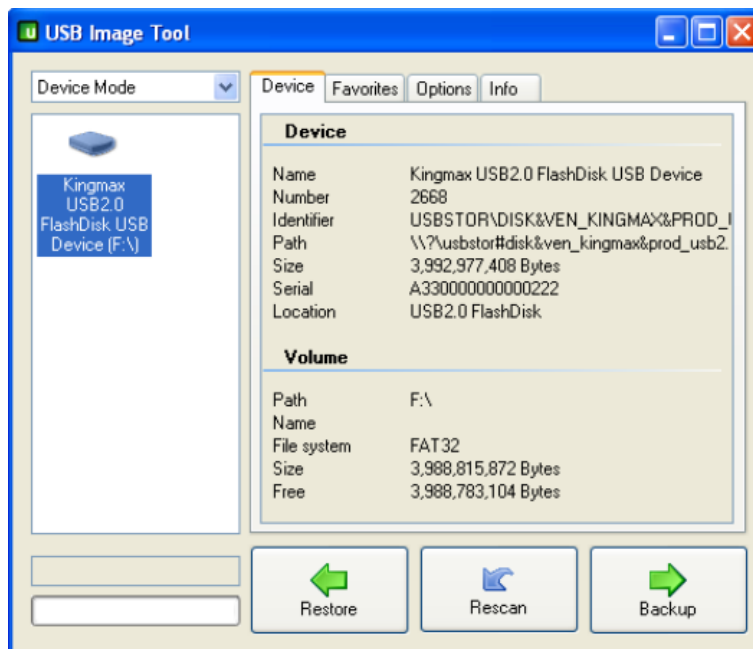 USB Image Tool
Device Mode
Kingmax
USB2.0
FlashDisk USB
Device (F:\)
Device Favorites Options Info
Device
Name Kingmax USB2.0 FlashDisk USB Device
Number 2668
Identifier USBSTOR\DISK&VEN_KINGMAX&PROD_
Path \\?\usbstor#disk&ven_kingmax&prod_usb2.
Size 3,992,977,408 Bytes
Serial A330000000000222
Location USB2.0 FlashDisk
Volume
Path F:\
Name
File system FAT32
Size 3,988,815,872 Bytes
Free 3,988,783,104 Bytes
Restore Rescan Backup